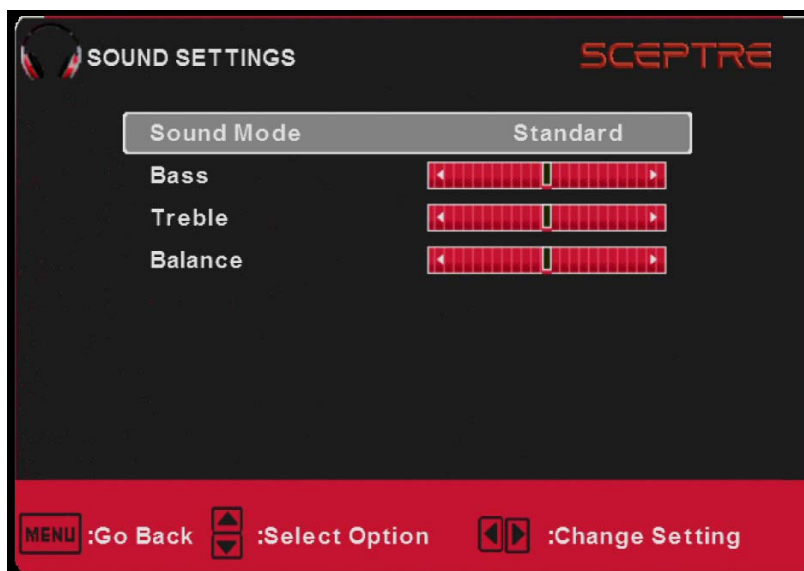 SOUND SETTINGS
SCEPTRE
Sound Mode Standard
Bass
Treble
Balance
MENU :Go Back :Select Option :Change Setting